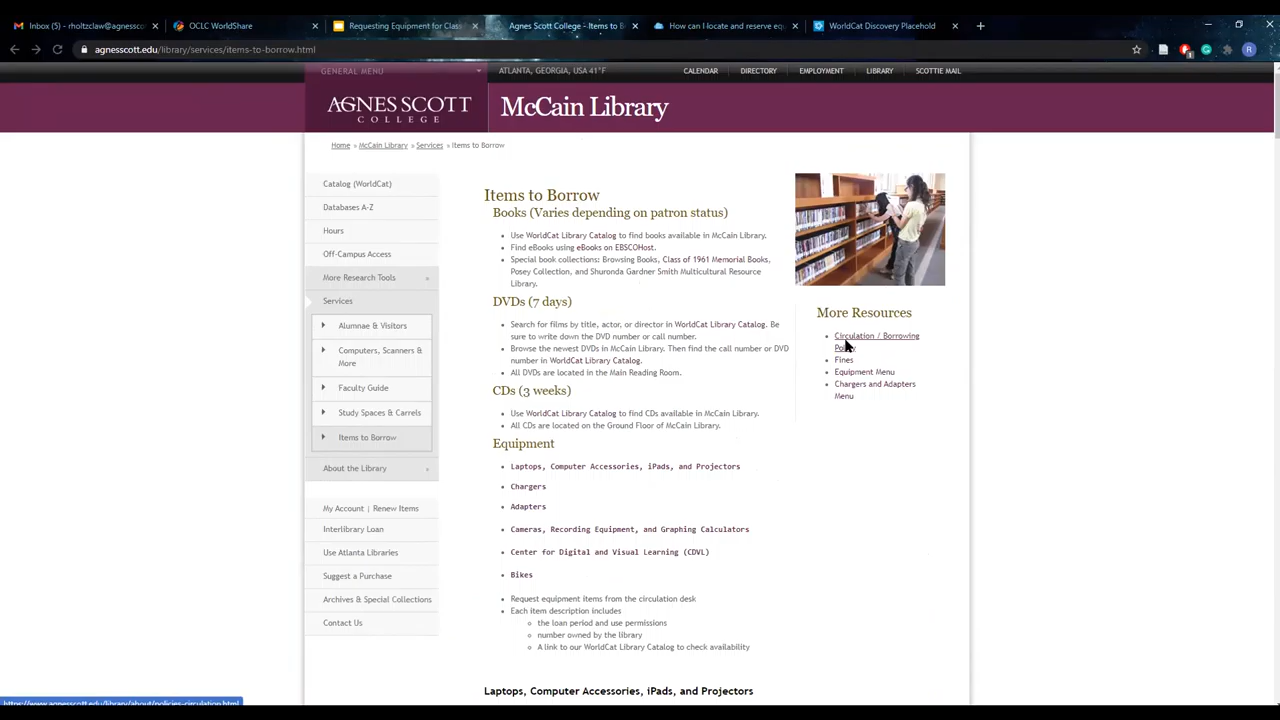 Inbox (5) - rholtzclaw@agnessc
OCLC WorldShare
Requesting Equipment for Class
Agnes Scott College - Items to B
How can I locate and reserve eq
WorldCat Discovery Placehold
agnesscott.edu/library/services/items-to-borrow.html
GENERAL MENU
ATLANTA, GEORGIA, USA 41°F
CALENDAR
DIRECTORY
EMPLOYMENT
LIBRARY
SCOTTIE MAIL
AGNES SCOTT
COLLEGE
McCain Library
Home » McCain Library » Services » Items to Borrow
Catalog (WorldCat)
Databases A-Z
Hours
Off-Campus Access
More Research Tools
Services
Alumnae & Visitors
Computers, Scanners &
More
Faculty Guide
Study Spaces & Carrels
Items to Borrow
About the Library
My Account | Renew Items
Interlibrary Loan
Use Atlanta Libraries
Suggest a Purchase
Archives & Special Collections
Contact Us
Items to Borrow
Books (Varies depending on patron status)
Use WorldCat Library Catalog to find books available in McCain Library.
Find eBooks using eBooks on EBSCOHost.
Special book collections: Browsing Books, Class of 1961 Memorial Books,
Posey Collection, and Shuronda Gardner Smith Multicultural Resource
Library.
DVDs (7 days)
Search for films by title, actor, or director in WorldCat Library Catalog. Be
sure to write down the DVD number or call number.
Browse the newest DVDs in McCain Library. Then find the call number or DVD
number in WorldCat Library Catalog.
All DVDs are located in the Main Reading Room.
CDs (3 weeks)
Use WorldCat Library Catalog to find CDs available in McCain Library.
All CDs are located on the Ground Floor of McCain Library.
Equipment
Laptops, Computer Accessories, iPads, and Projectors
Chargers
Adapters
Cameras, Recording Equipment, and Graphing Calculators
Center for Digital and Visual Learning (CDVL)
Bikes
Request equipment items from the circulation desk
Each item description includes
the loan period and use permissions
number owned by the library
A link to our WorldCat Library Catalog to check availability
Laptops, Computer Accessories, iPads, and Projectors
More Resources
Circulation / Borrowing
Policy
Fines
Equipment Menu
Chargers and Adapters
Menu
https://www.agnesscott.edu/library/about/policies-circulation.html